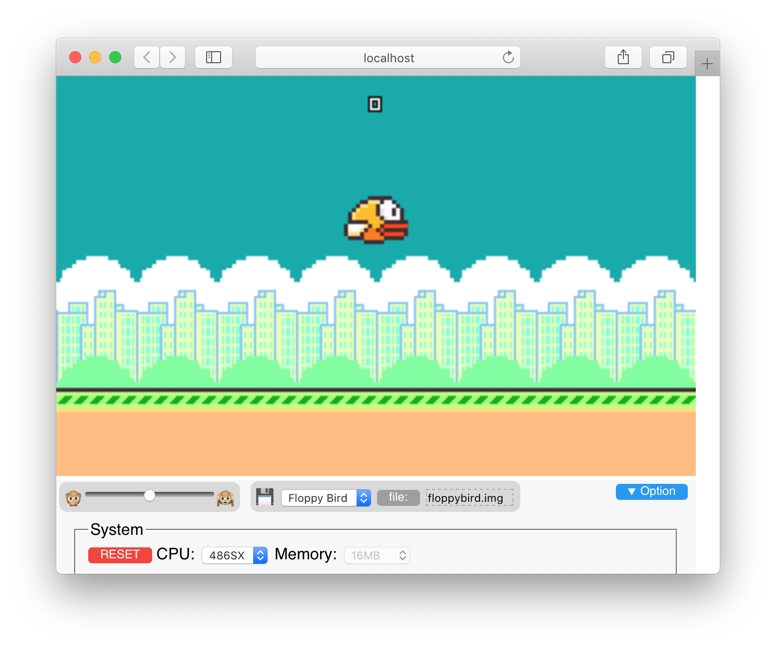 localhost
0
Floppy Bird file: floppybird.img
▼ Option
System
RESET CPU: 486SX Memory: 16MB